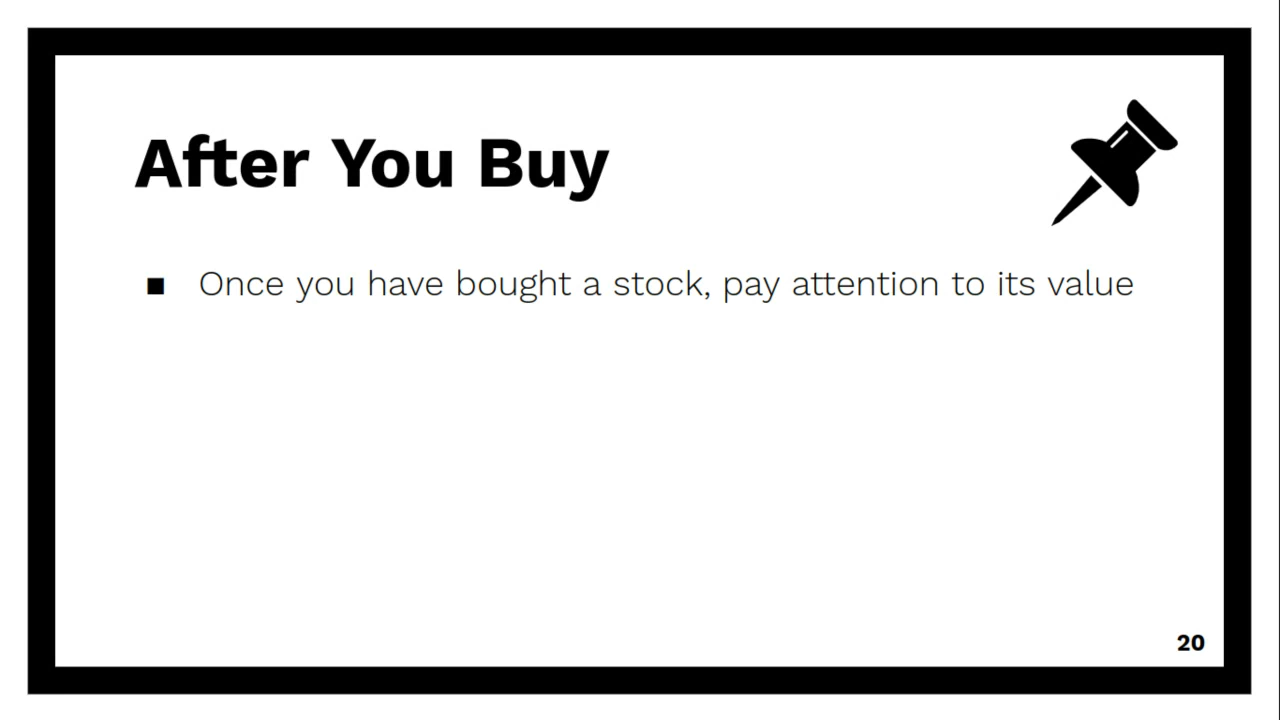 After You Buy
■ Once you have bought a stock, pay attention to its value
20